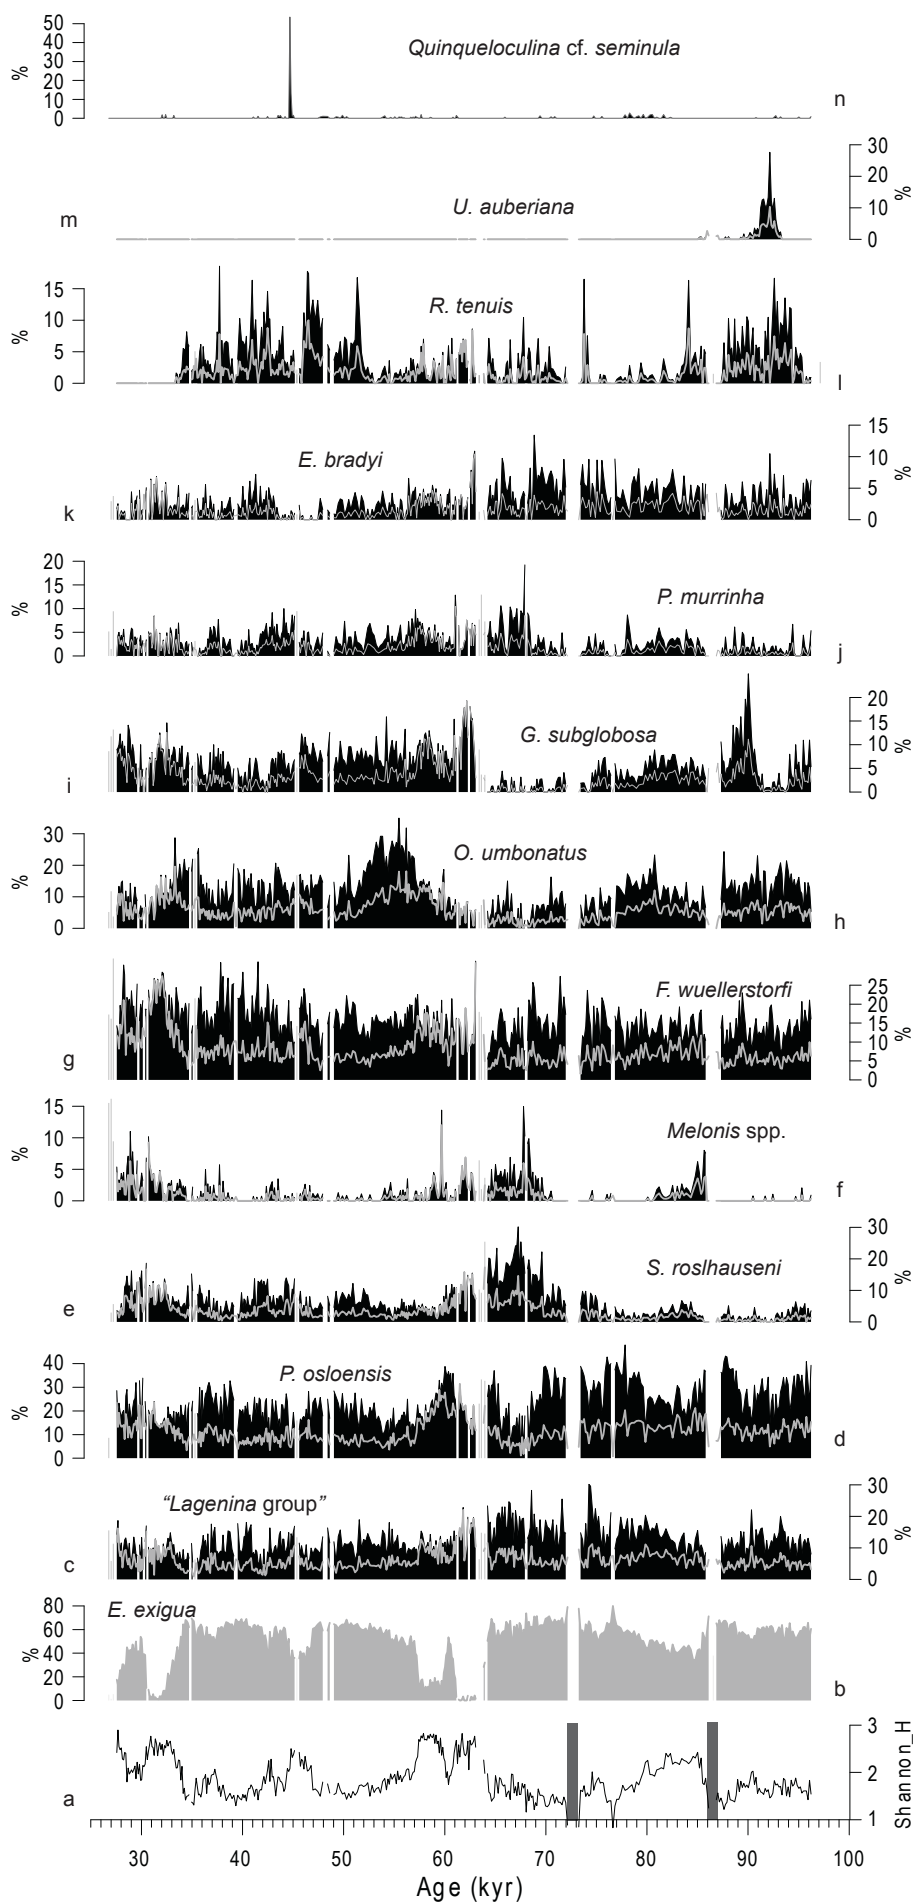 50
40
30
20
10
0
%
Quinqueloculina cf. seminula
n
30
20
10
0
%
U. auberiana
m
15
10
5
0
%
R. tenuis
l
15
10
5
0
%
E. bradyi
k
20
15
10
5
0
%
P. murrinha
j
20
15
10
5
0
%
G. subglobosa
i
30
20
10
0
%
O. umbonatus
h
25
20
15
10
5
0
%
F. wuellerstorfi
g
15
10
5
0
%
Melonis spp.
f
30
20
10
0
%
S. roslhauseni
e
40
30
20
10
0
%
P. osloensis
d
30
20
10
0
%
“Lagenina group”
c
80
60
40
20
0
%
E. exigua
b
3
2
1
Shannon_H
a
30 40 50 60 70 80 90 100
Age (kyr)